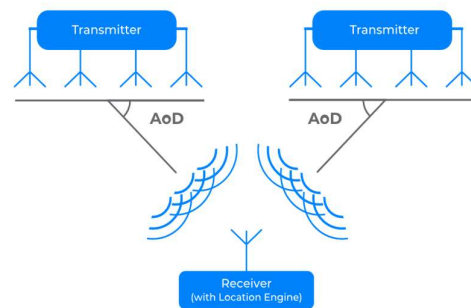 Transmitter
Transmitter
AoD
AoD
Receiver
(with Location Engine)